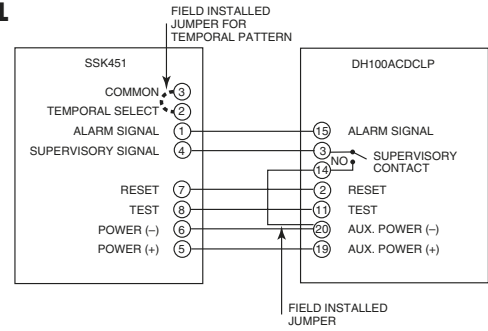 1
FIELD INSTALLED
JUMPER FOR
TEMPORAL PATTERN
SSK451
DH100ACDCLP
COMMON 3
TEMPORAL SELECT 2
ALARM SIGNAL 1 15 ALARM SIGNAL
SUPERVISORY SIGNAL 4 3 SUPERVISORY
14 NO CONTACT
RESET 7 2 RESET
TEST 8 11 TEST
POWER (–) 6 20 AUX. POWER (–)
POWER (+) 5 19 AUX. POWER (+)
FIELD INSTALLED
JUMPER